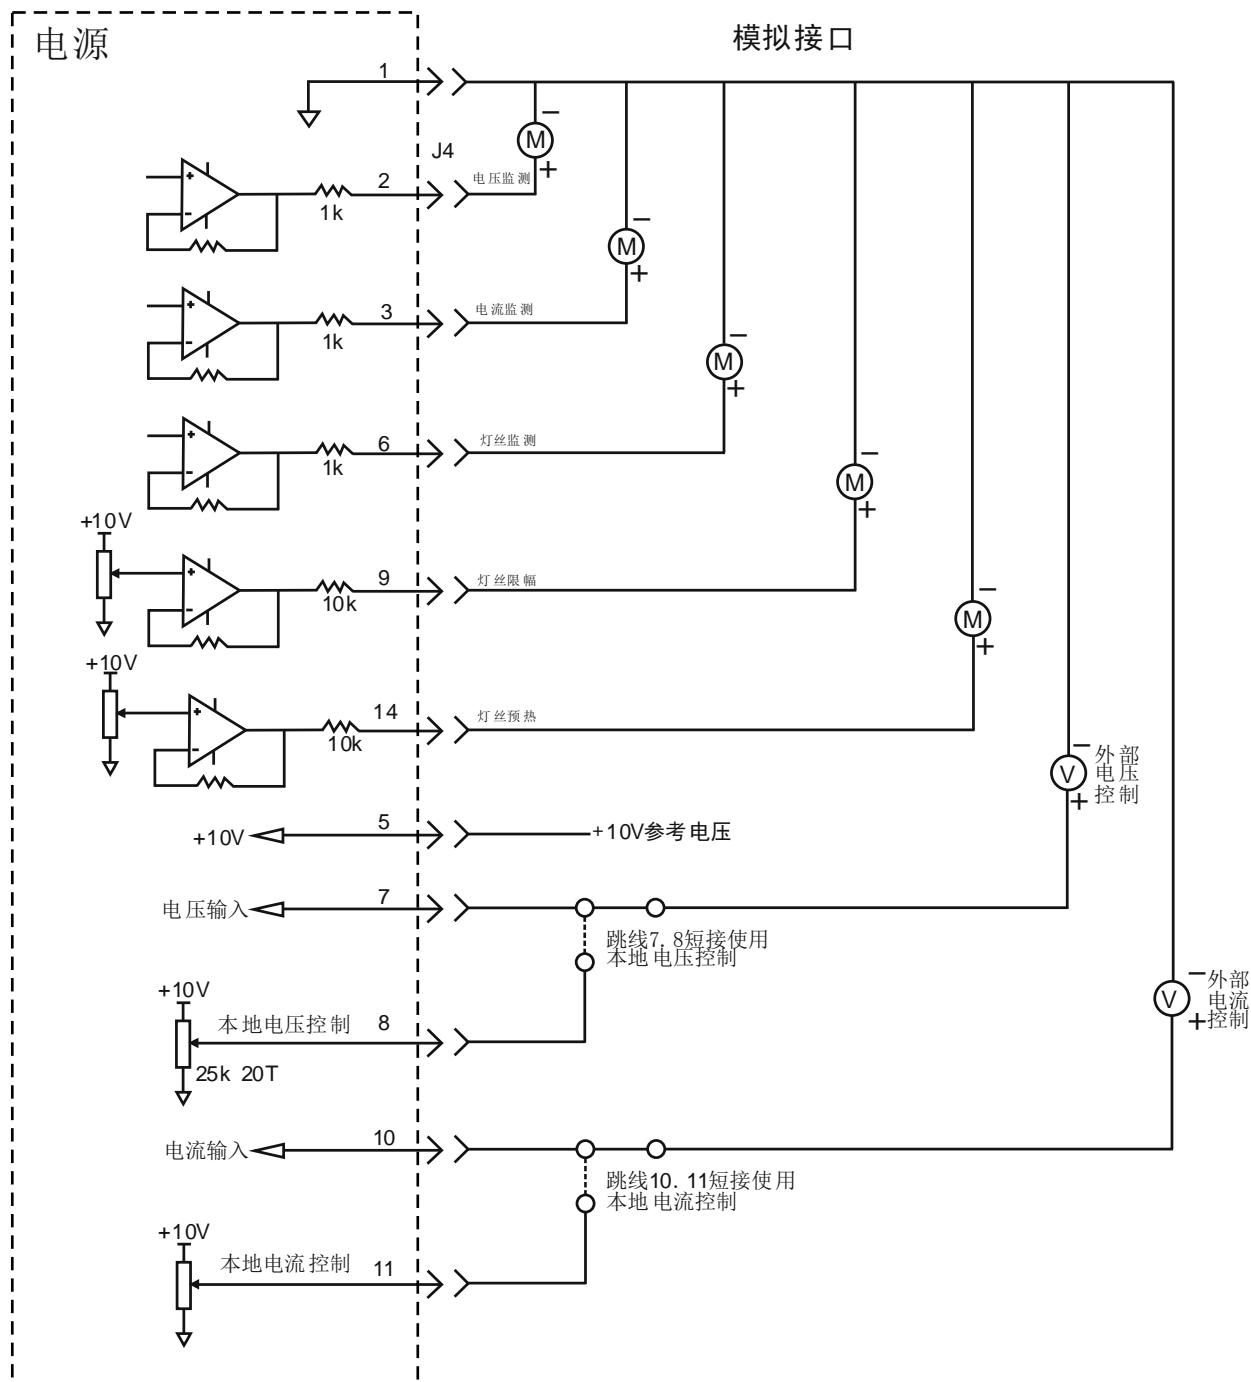 电源
模拟接口
1
J4
−
M
+
2
电压监测
1k
−
M
+
3
电流监测
1k
−
M
+
6
灯丝监测
1k
−
M
+
+10V
9
灯丝限幅
10k
−
M
+
+10V
14
灯丝预热
10k
−
V
+
外部
电压
控制
+10V
5
+10V参考电压
电压输入
7
跳线7.8短接使用
本地电压控制
+10V
本地电压控制
8
25k 20T
−
V
+
外部
电流
控制
电流输入
10
跳线10.11短接使用
本地电流控制
+10V
本地电流控制
11